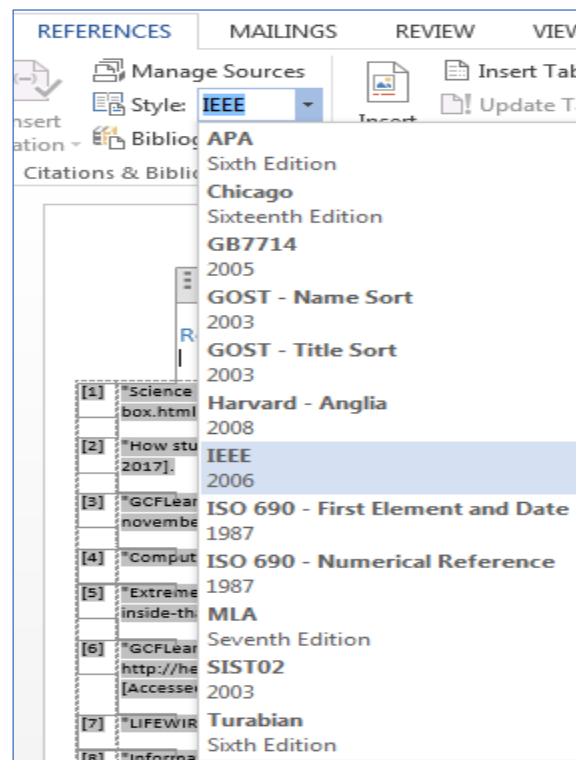 REFERENCES MAILINGS REVIEW
Manage Sources Insert
Style: IEEE Update
Insert
Citations &
APA
Sixth Edition
Chicago
Sixteenth Edition
GB7714
2005
GOST - Name Sort
2003
GOST - Title Sort
2003
Harvard - Anglia
2008
IEEE
2006
ISO 690 - First Element and Date
1987
ISO 690 - Numerical Reference
1987
MLA
Seventh Edition
SIST02
2003
Turabian
Sixth Edition
[1] "Science
box.html
[2] "How stu
2017].
[3] "GCFLear
novembe
[4] "Comput
[5] "Extreme
inside-th
[6] "GCFLear
http://he
[Accesse
[7] "LIFEWIR
[8] "Informa